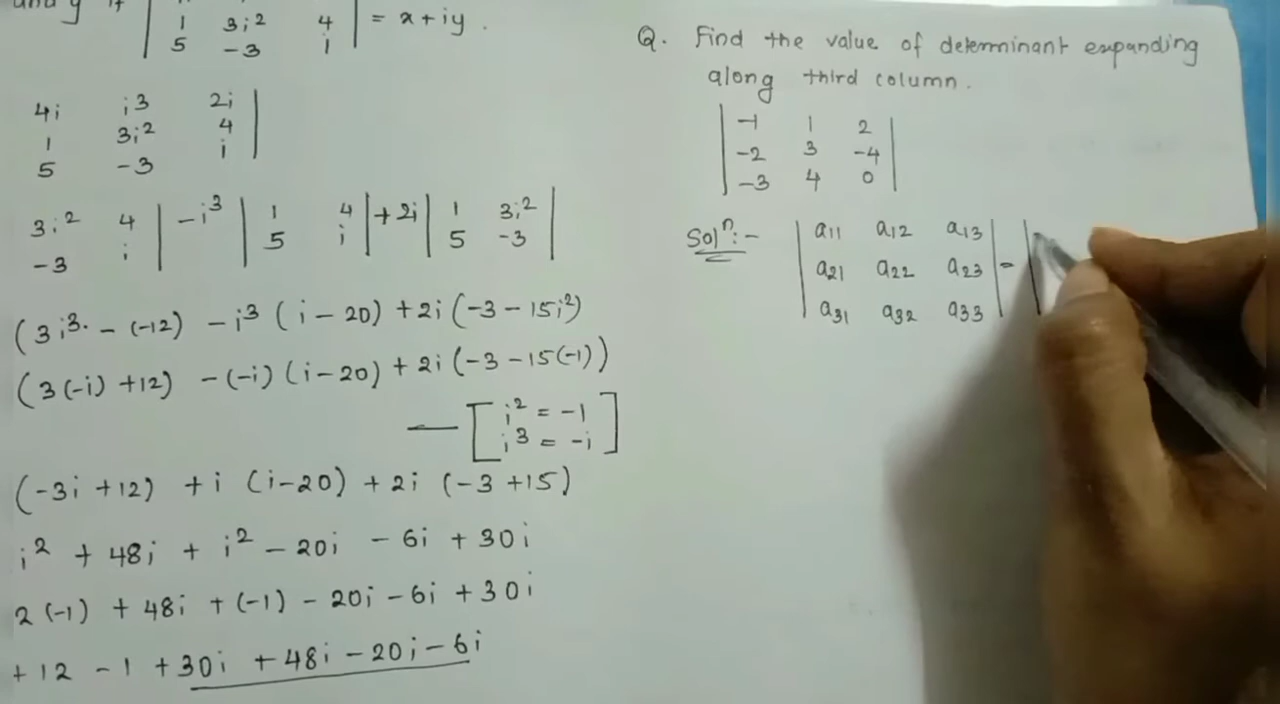 and y if
1 3i² 4 = x + iy.
5 -3 i
4i i3 2i
1 3i² 4
5 -3 i
3i² 4 -i³ 1 4 +2i 1 3i²
-3 i 5 i 5 -3
(3i³. - (-12) - i³ (i - 20) + 2i (-3 - 15i²)
(3(-i) + 12) - (-i) (i-20) + 2i (-3 - 15(-1))
— [ i² = -1
i³ = -i ]
(-3i + 12) + i (i-20) + 2i (-3 + 15)
i² + 48i + i² - 20i - 6i + 30i
2(-1) + 48i + (-1) - 20i - 6i + 30i
+ 12 - 1 + 30i + 48i - 20i - 6i
Q. Find the value of determinant expanding
along third column.
-1 1 2
-2 3 -4
-3 4 0
Solⁿ:- a11 a12 a13
a21 a22 a23 =
a31 a32 a33